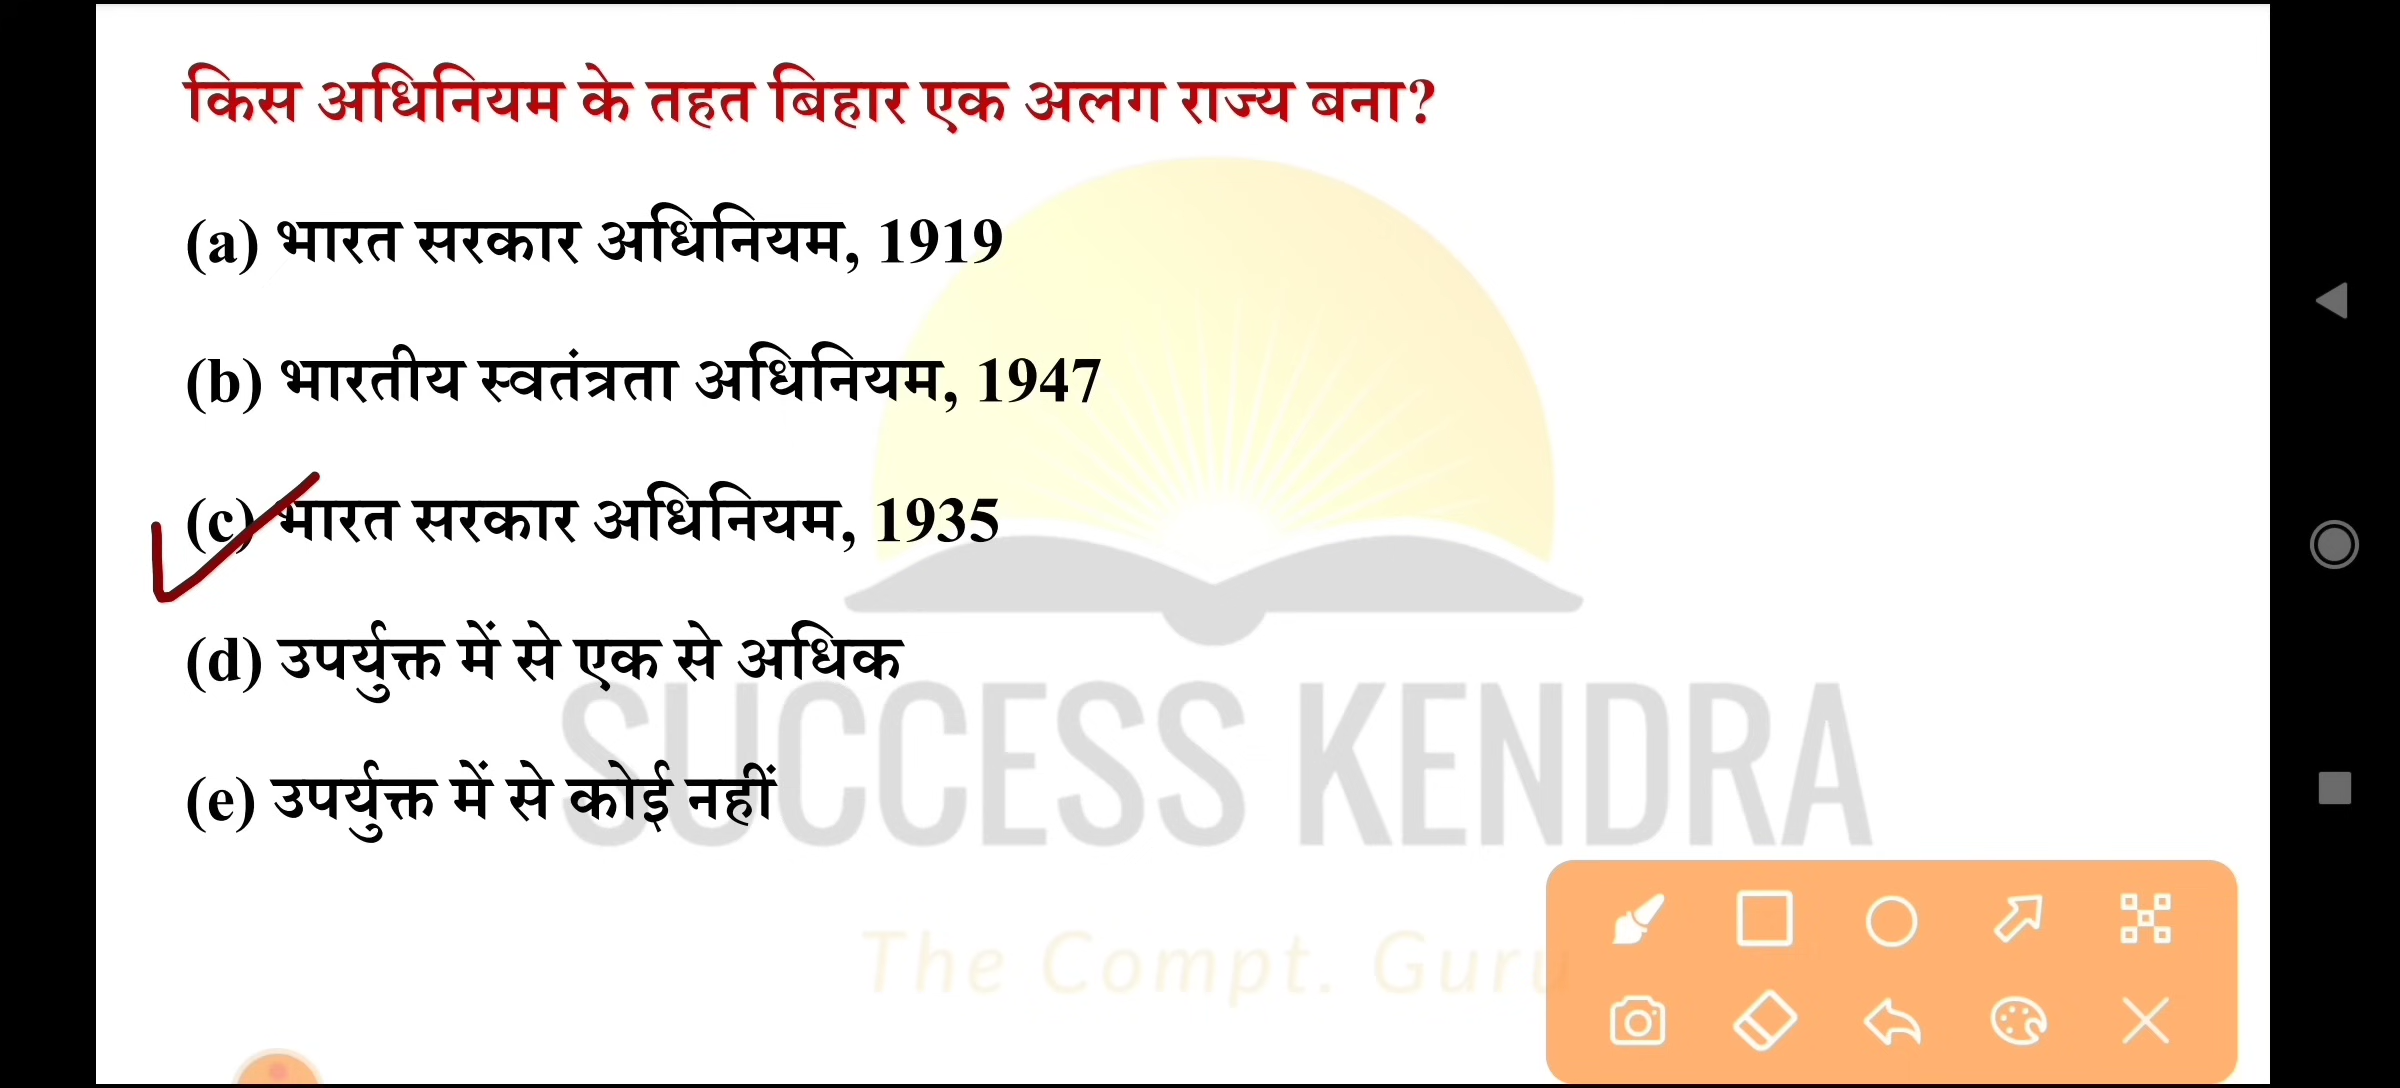 किस अधिनियम के तहत बिहार एक अलग राज्य बना?
(a) भारत सरकार अधिनियम, 1919
(b) भारतीय स्वतंत्रता अधिनियम, 1947
(c) भारत सरकार अधिनियम, 1935
(d) उपर्युक्त में से एक से अधिक
(e) उपर्युक्त में से कोई नहीं
SUCCESS KENDRA
The Compt. Guru